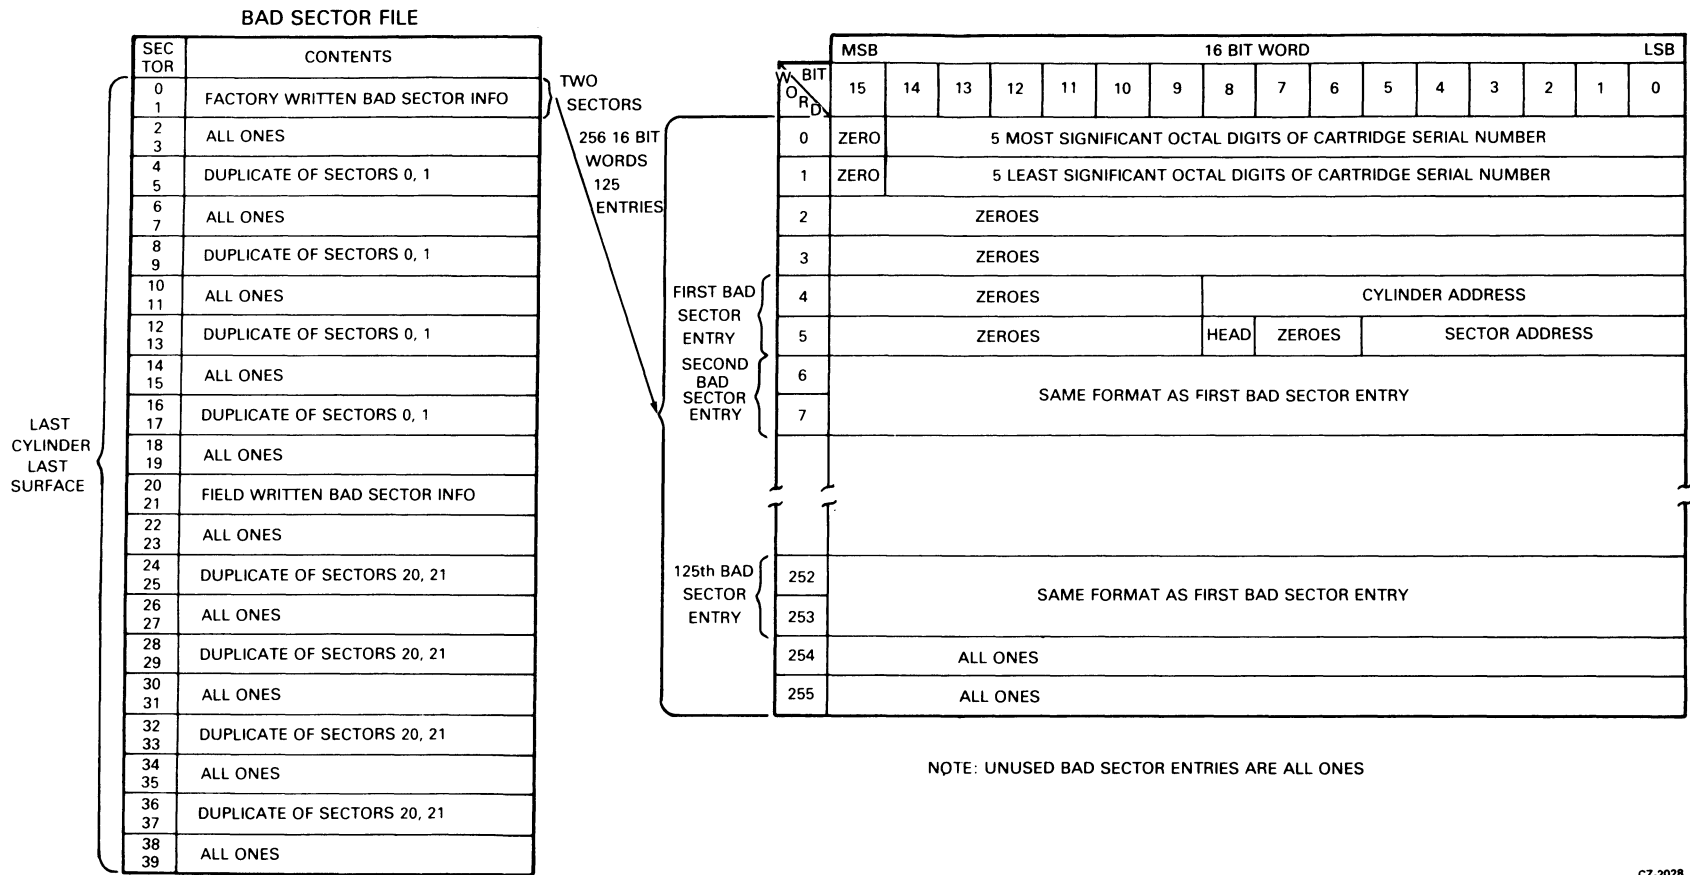 BAD SECTOR FILE
SEC
TOR
CONTENTS
0
1
FACTORY WRITTEN BAD SECTOR INFO
2
3
ALL ONES
4
5
DUPLICATE OF SECTORS 0, 1
6
7
ALL ONES
8
9
DUPLICATE OF SECTORS 0, 1
10
11
ALL ONES
12
13
DUPLICATE OF SECTORS 0, 1
14
15
ALL ONES
16
17
DUPLICATE OF SECTORS 0, 1
18
19
ALL ONES
20
21
FIELD WRITTEN BAD SECTOR INFO
22
23
ALL ONES
24
25
DUPLICATE OF SECTORS 20, 21
26
27
ALL ONES
28
29
DUPLICATE OF SECTORS 20, 21
30
31
ALL ONES
32
33
DUPLICATE OF SECTORS 20, 21
34
35
ALL ONES
36
37
DUPLICATE OF SECTORS 20, 21
38
39
ALL ONES
LAST
CYLINDER
LAST
SURFACE
TWO
SECTORS
256 16 BIT
WORDS
125
ENTRIES
MSB 16 BIT WORD LSB
WORD BIT 15 14 13 12 11 10 9 8 7 6 5 4 3 2 1 0
0 ZERO 5 MOST SIGNIFICANT OCTAL DIGITS OF CARTRIDGE SERIAL NUMBER
1 ZERO 5 LEAST SIGNIFICANT OCTAL DIGITS OF CARTRIDGE SERIAL NUMBER
2 ZEROES
3 ZEROES
FIRST BAD
SECTOR
ENTRY
4 ZEROES CYLINDER ADDRESS
5 ZEROES HEAD ZEROES SECTOR ADDRESS
SECOND
BAD
SECTOR
ENTRY
6
7
SAME FORMAT AS FIRST BAD SECTOR ENTRY
125th BAD
SECTOR
ENTRY
252
253
SAME FORMAT AS FIRST BAD SECTOR ENTRY
254 ALL ONES
255 ALL ONES
NOTE: UNUSED BAD SECTOR ENTRIES ARE ALL ONES
CZ-2028